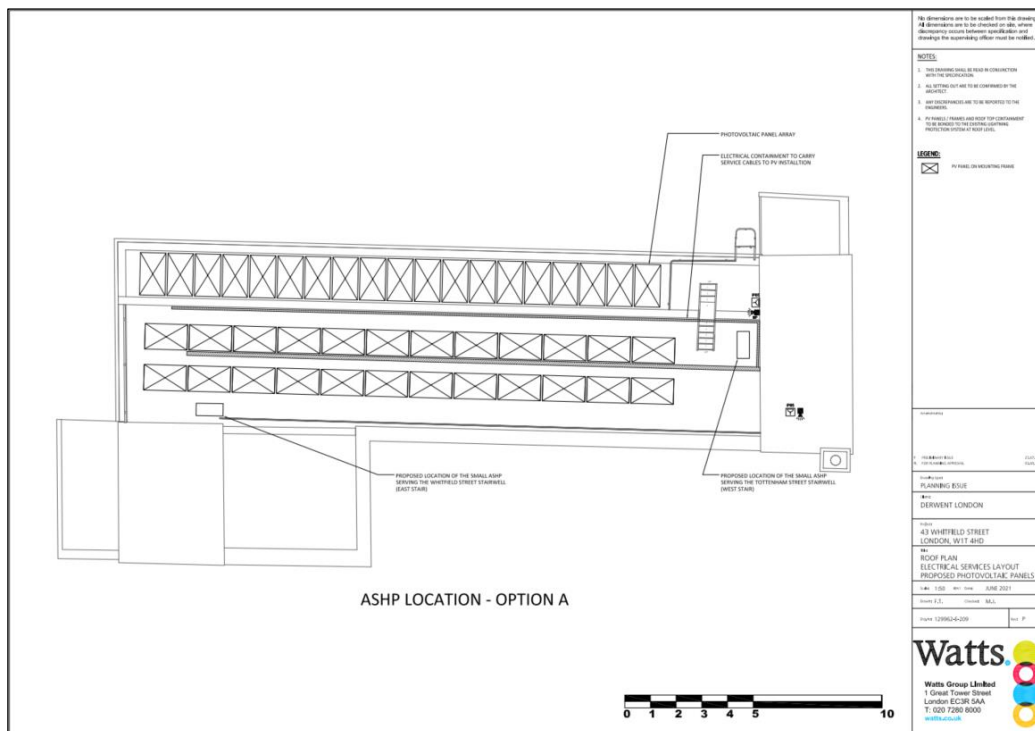 No dimensions are to be scaled from this drawing.
All dimensions are to be checked on site, where
discrepancy occurs between specification and
drawings the supervising officer must be notified.
NOTES:
1. THIS DRAWING SHALL BE READ IN CONJUNCTION
WITH THE SPECIFICATION.
2. ALL SETTING OUT ARE TO BE CONFIRMED BY THE
ARCHITECT.
3. ANY DISCREPANCIES ARE TO BE REPORTED TO THE
ENGINEERS.
4. PV PANELS / FRAMES AND ROOF TOP CONTAINMENT
TO BE BONDED TO THE EXISTING LIGHTNING
PROTECTION SYSTEM AT ROOF LEVEL.
LEGEND:
PV PANEL ON MOUNTING FRAME
PHOTOVOLTAIC PANEL ARRAY
ELECTRICAL CONTAINMENT TO CARRY
SERVICE CABLES TO PV INSTALLTION
PROPOSED LOCATION OF THE SMALL ASHP
SERVING THE WHITFIELD STREET STAIRWELL
(EAST STAIR)
PROPOSED LOCATION OF THE SMALL ASHP
SERVING THE TOTTENHAM STREET STAIRWELL
(WEST STAIR)
ASHP LOCATION - OPTION A
0 1 2 3 4 5 10
PLANNING ISSUE
DERWENT LONDON
43 WHITFIELD STREET
LONDON, W1T 4HD
ROOF PLAN
ELECTRICAL SERVICES LAYOUT
PROPOSED PHOTOVOLTAIC PANELS
1:50 JUNE 2021
F.T. M.L
129962-E-200 P
Watts.
Watts Group Limited
1 Great Tower Street
London EC3R 5AA
T: 020 7280 8000
watts.co.uk